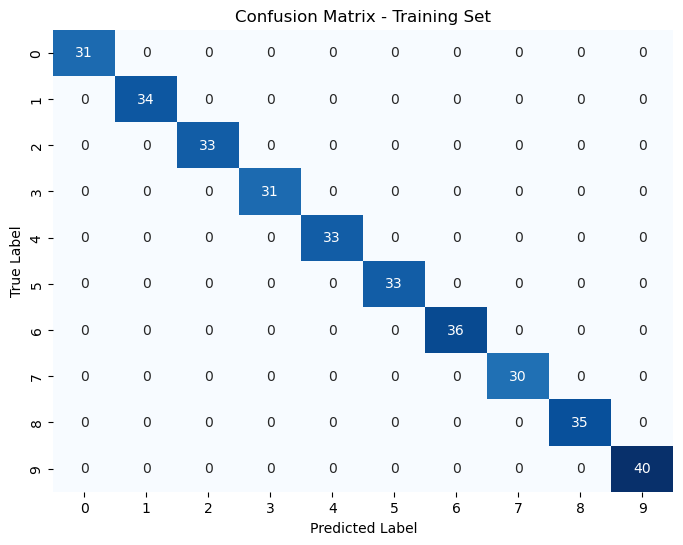 Confusion Matrix - Training Set
True Label
0 31 0 0 0 0 0 0 0 0 0
1 0 34 0 0 0 0 0 0 0 0
2 0 0 33 0 0 0 0 0 0 0
3 0 0 0 31 0 0 0 0 0 0
4 0 0 0 0 33 0 0 0 0 0
5 0 0 0 0 0 33 0 0 0 0
6 0 0 0 0 0 0 36 0 0 0
7 0 0 0 0 0 0 0 30 0 0
8 0 0 0 0 0 0 0 0 35 0
9 0 0 0 0 0 0 0 0 0 40
0 1 2 3 4 5 6 7 8 9
Predicted Label